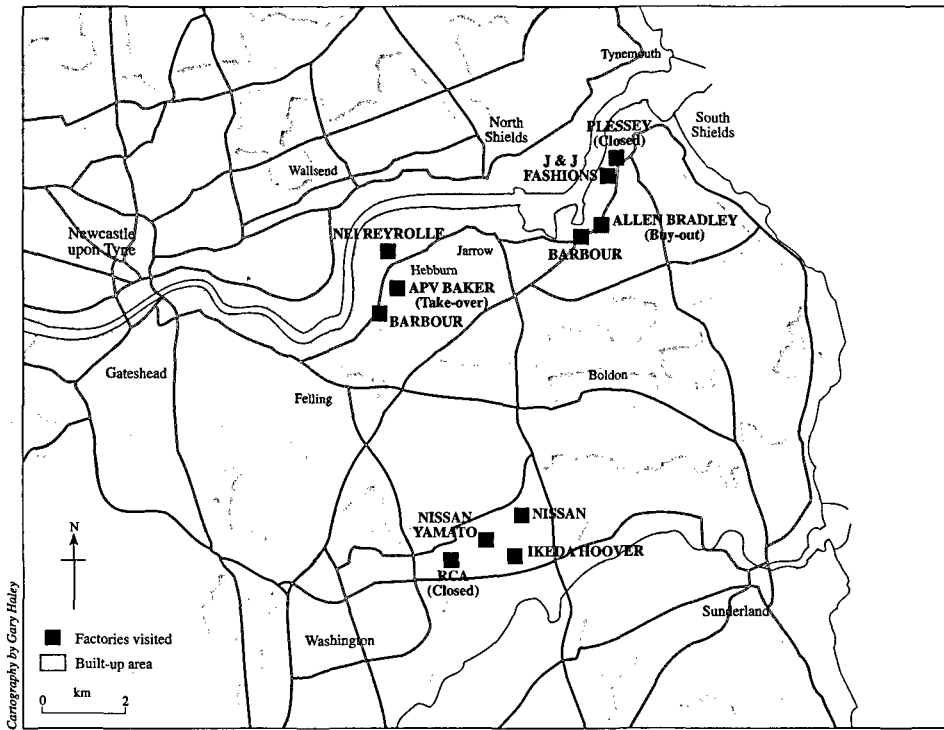 Tynemouth
North
Shields
South
Shields
PLESSEY
(Closed)
J & J
FASHIONS
Wallsend
Newcastle
upon Tyne
NEI REYROLLE
Jarrow
ALLEN BRADLEY
(Buy-out)
BARBOUR
Hebburn
APV BAKER
(Take-over)
BARBOUR
Gateshead
Felling
Boldon
NISSAN
NISSAN
YAMATO
IKEDA HOOVER
RCA
(Closed)
Washington
Sunderland
N
Factories visited
Built-up area
km
0 2
Cartography by Gary Haley